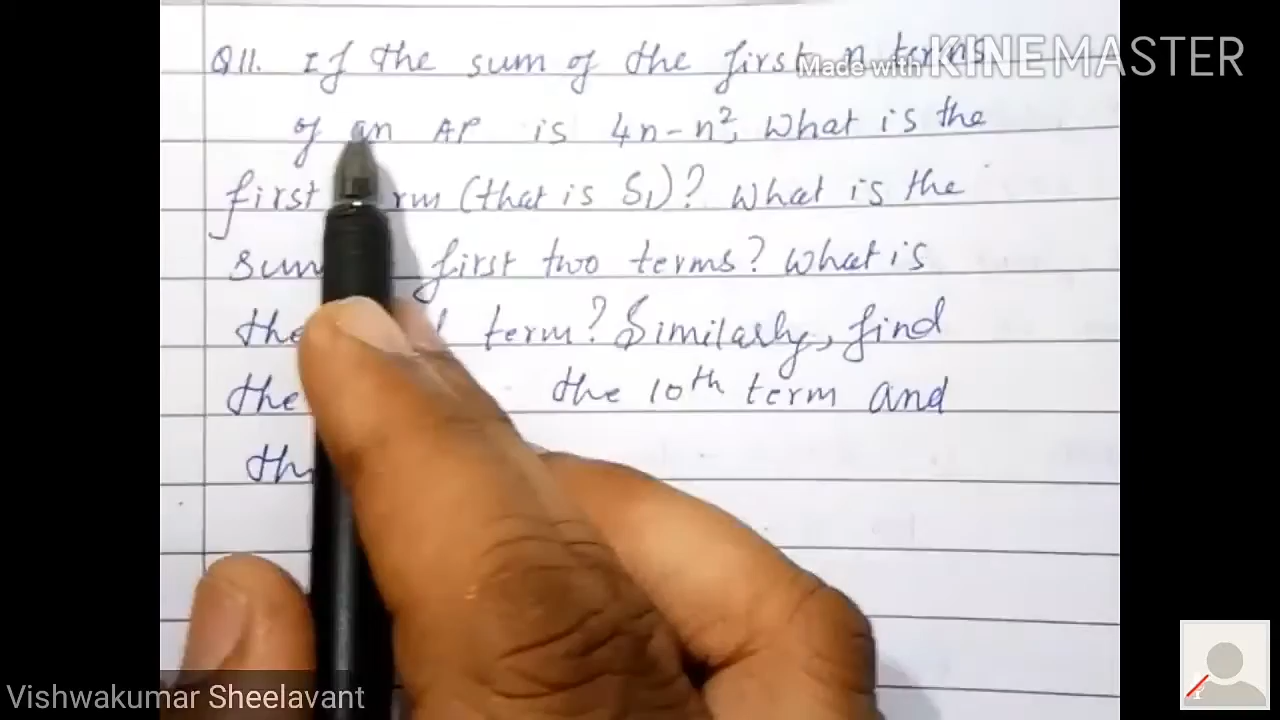 Q11. If the sum of the first n terms
Made with KINEMASTER
of an AP is 4n-n², What is the
first rm (that is S₁)? What is the
sum first two terms? What is
the term? Similarly, find
the the 10th term and
th
Vishwakumar Sheelavant